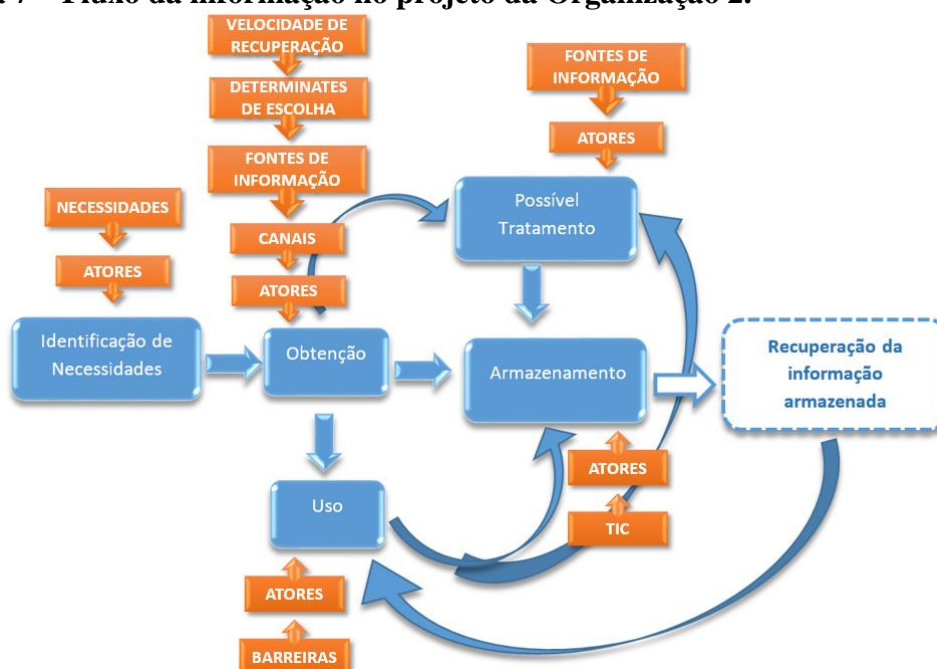 7 – Fluxo da informação no projeto da Organização 2.
VELOCIDADE DE
RECUPERAÇÃO
DETERMINATES
DE ESCOLHA
FONTES DE
INFORMAÇÃO
CANAIS
ATORES
FONTES DE
INFORMAÇÃO
ATORES
Possível
Tratamento
NECESSIDADES
ATORES
Identificação de
Necessidades
Obtenção
Armazenamento
Recuperação da
informação
armazenada
Uso
ATORES
TIC
ATORES
BARREIRAS